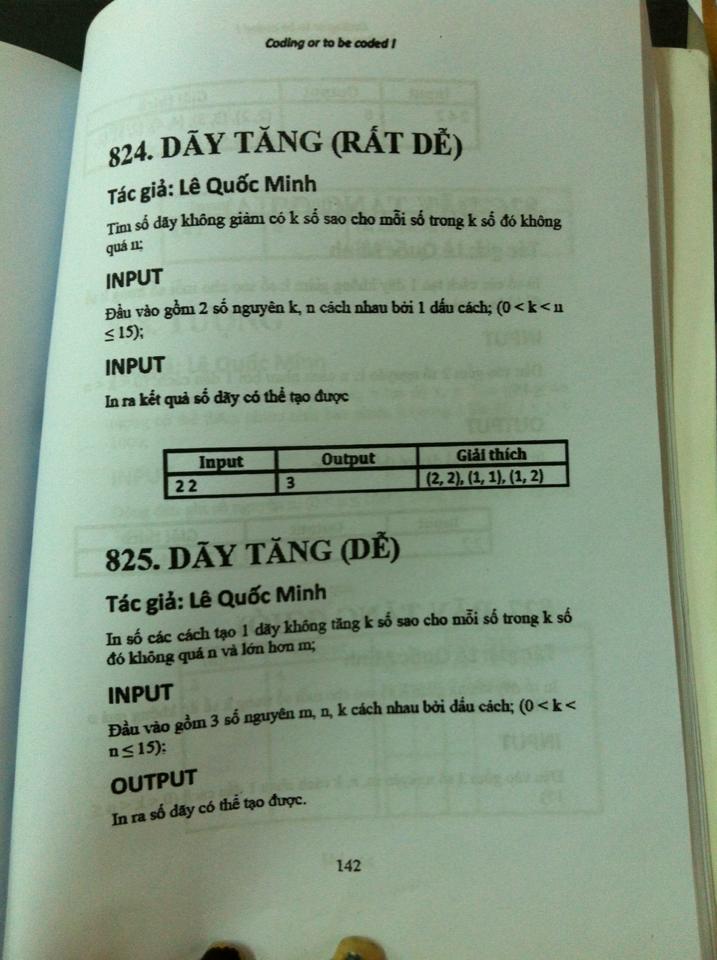 Coding or to be coded !
824. DÃY TĂNG (RẤT DỄ)
Tác giả: Lê Quốc Minh
Tìm số dãy không giảm có k số sao cho mỗi số trong k số đó không
quá n;
INPUT
Đầu vào gồm 2 số nguyên k, n cách nhau bởi 1 dấu cách; (0 < k < n
≤ 15);
INPUT
In ra kết quả số dãy có thể tạo được
Input Output Giải thích
2 2 3 (2, 2), (1, 1), (1, 2)
825. DÃY TĂNG (DỄ)
Tác giả: Lê Quốc Minh
In số các cách tạo 1 dãy không tăng k số sao cho mỗi số trong k số
đó không quá n và lớn hơn m;
INPUT
Đầu vào gồm 3 số nguyên m, n, k cách nhau bởi dấu cách; (0 < k <
n ≤ 15);
OUTPUT
In ra số dãy có thể tạo được.
142